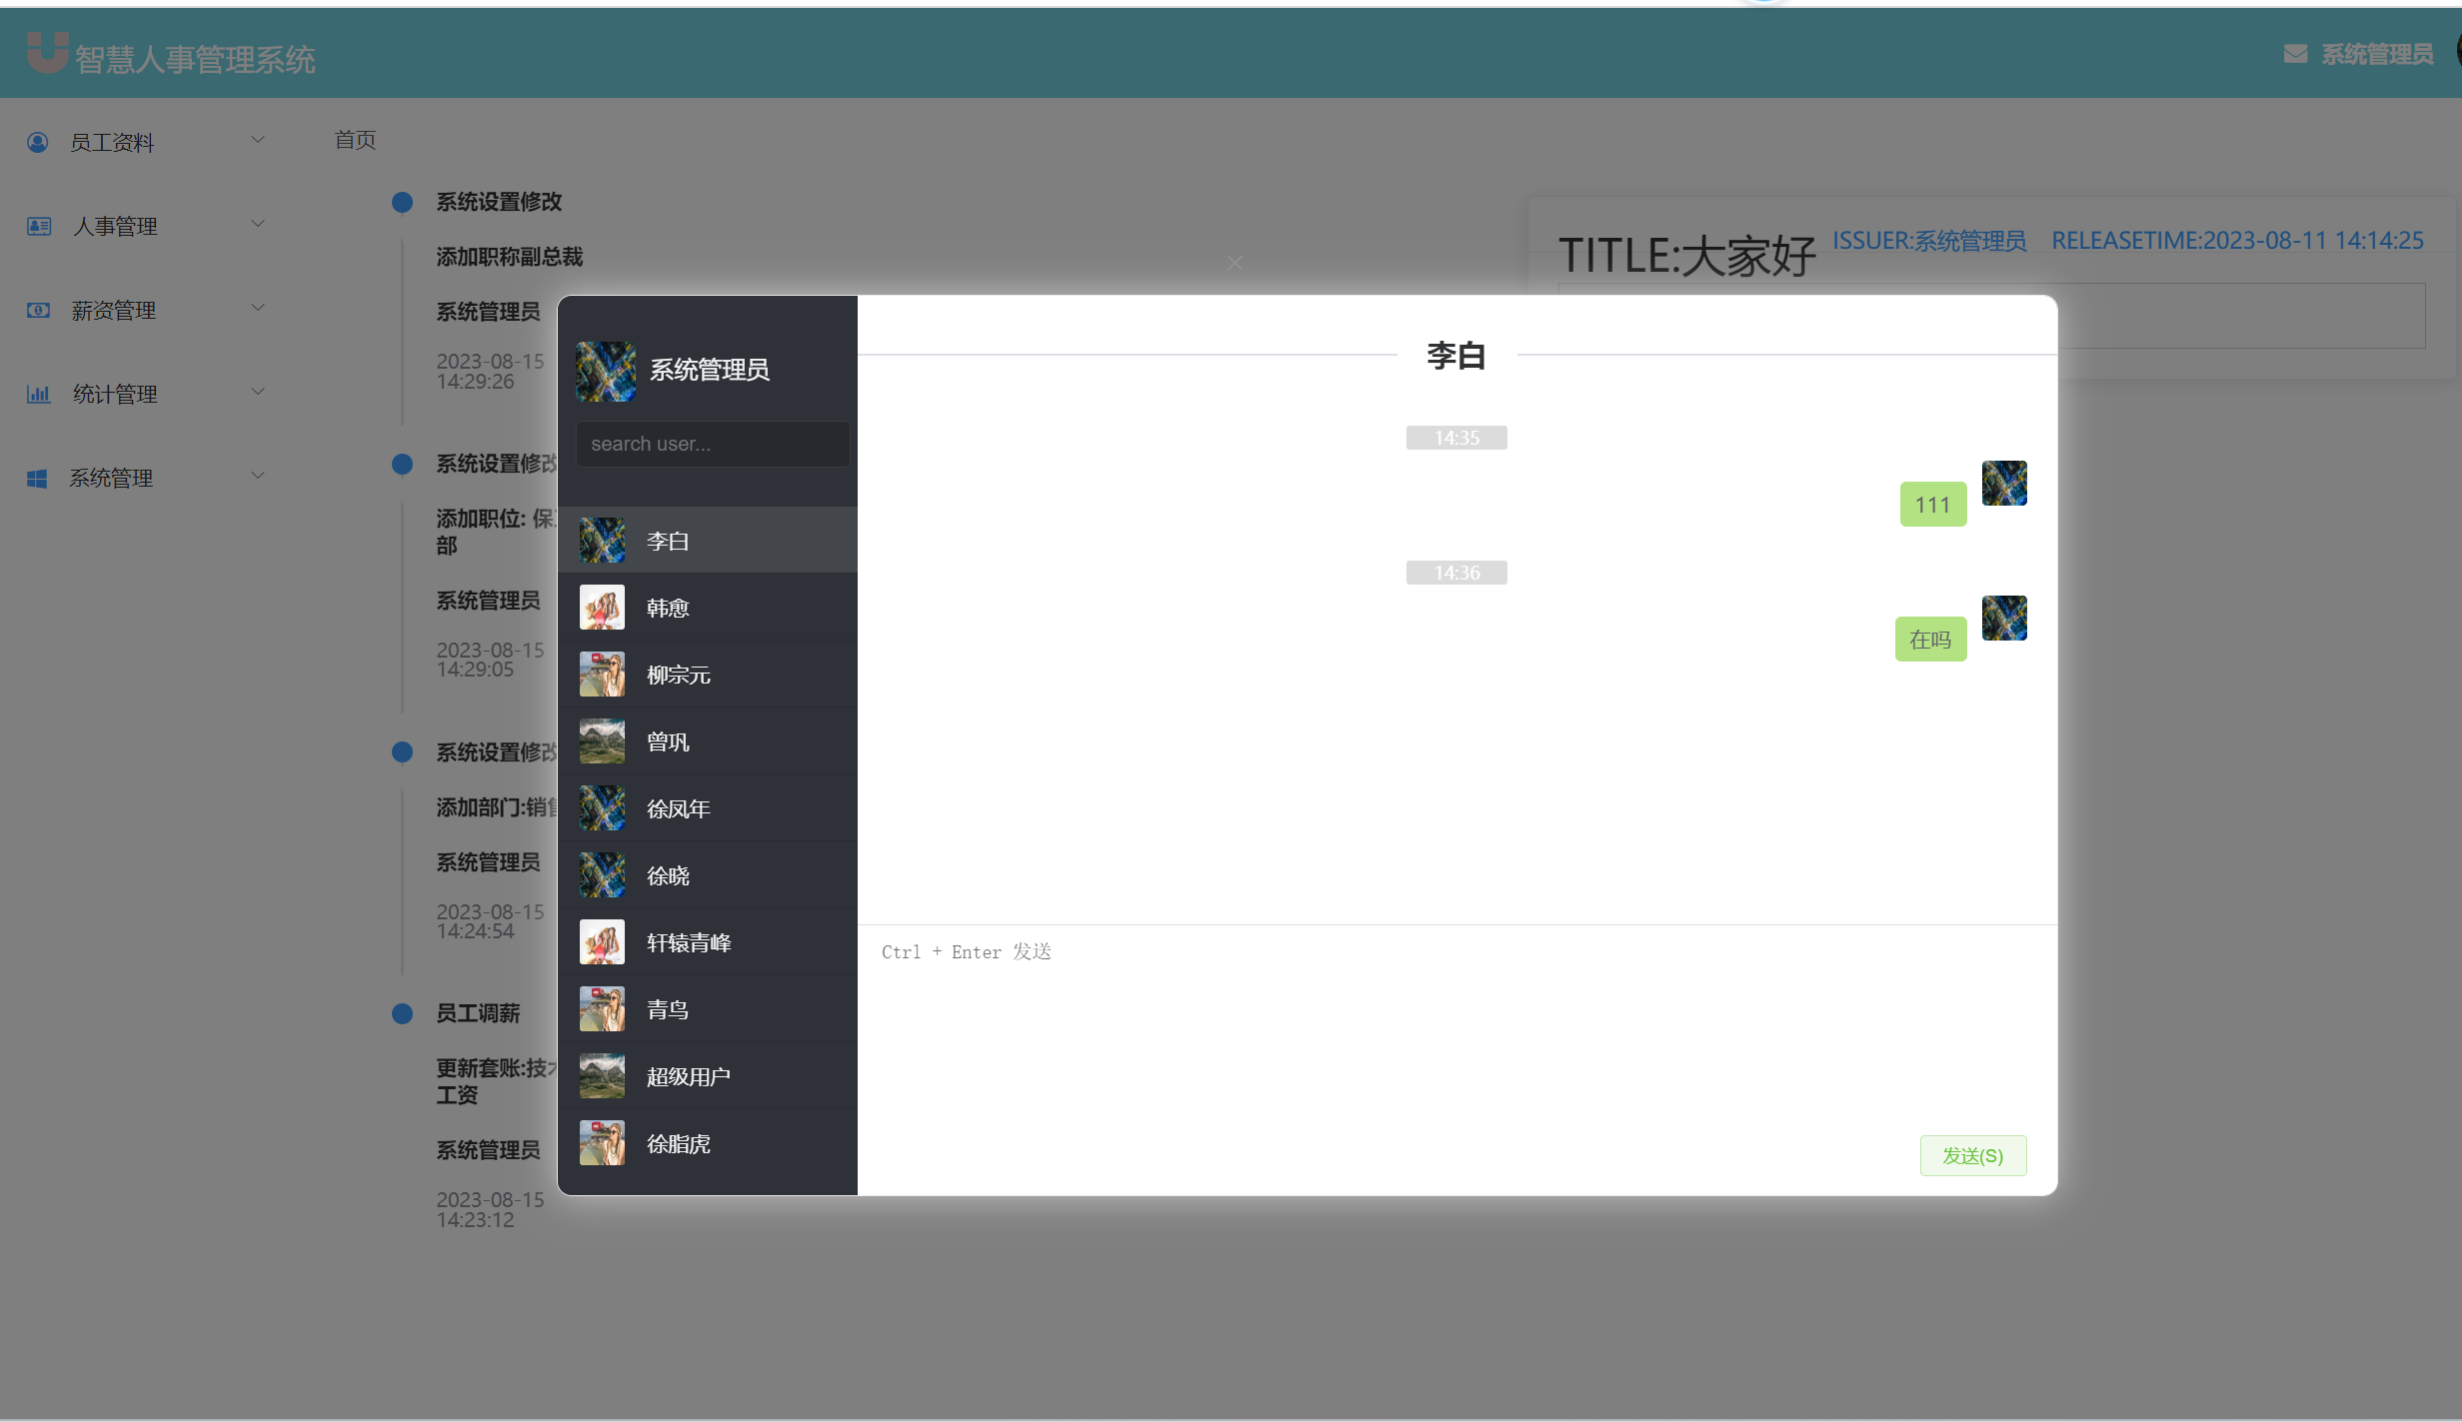 智慧人事管理系统
系统管理员
员工资料
人事管理
薪资管理
统计管理
系统管理
首页
系统设置修改
添加职称副总裁
系统管理员
2023-08-15
14:29:26
系统设置修改
添加职位: 保
部
系统管理员
2023-08-15
14:29:05
系统设置修改
添加部门:销售
系统管理员
2023-08-15
14:24:54
员工调薪
更新套账:技
工资
系统管理员
2023-08-15
14:23:12
TITLE:大家好 ISSUER:系统管理员 RELEASETIME:2023-08-11 14:14:25
系统管理员
search user...
李白
韩愈
柳宗元
曾巩
徐凤年
徐晓
轩辕青峰
青鸟
超级用户
徐脂虎
李白
14:35
111
14:36
在吗
Ctrl + Enter 发送
发送(S)